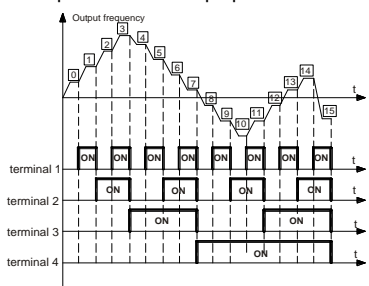 Output frequency
0
1
2
3
4
5
6
7
8
9
10
11
12
13
14
15
t
terminal 1
ON ON ON ON ON ON ON ON
t
terminal 2
ON ON ON ON
t
terminal 3
ON ON
t
terminal 4
ON
t